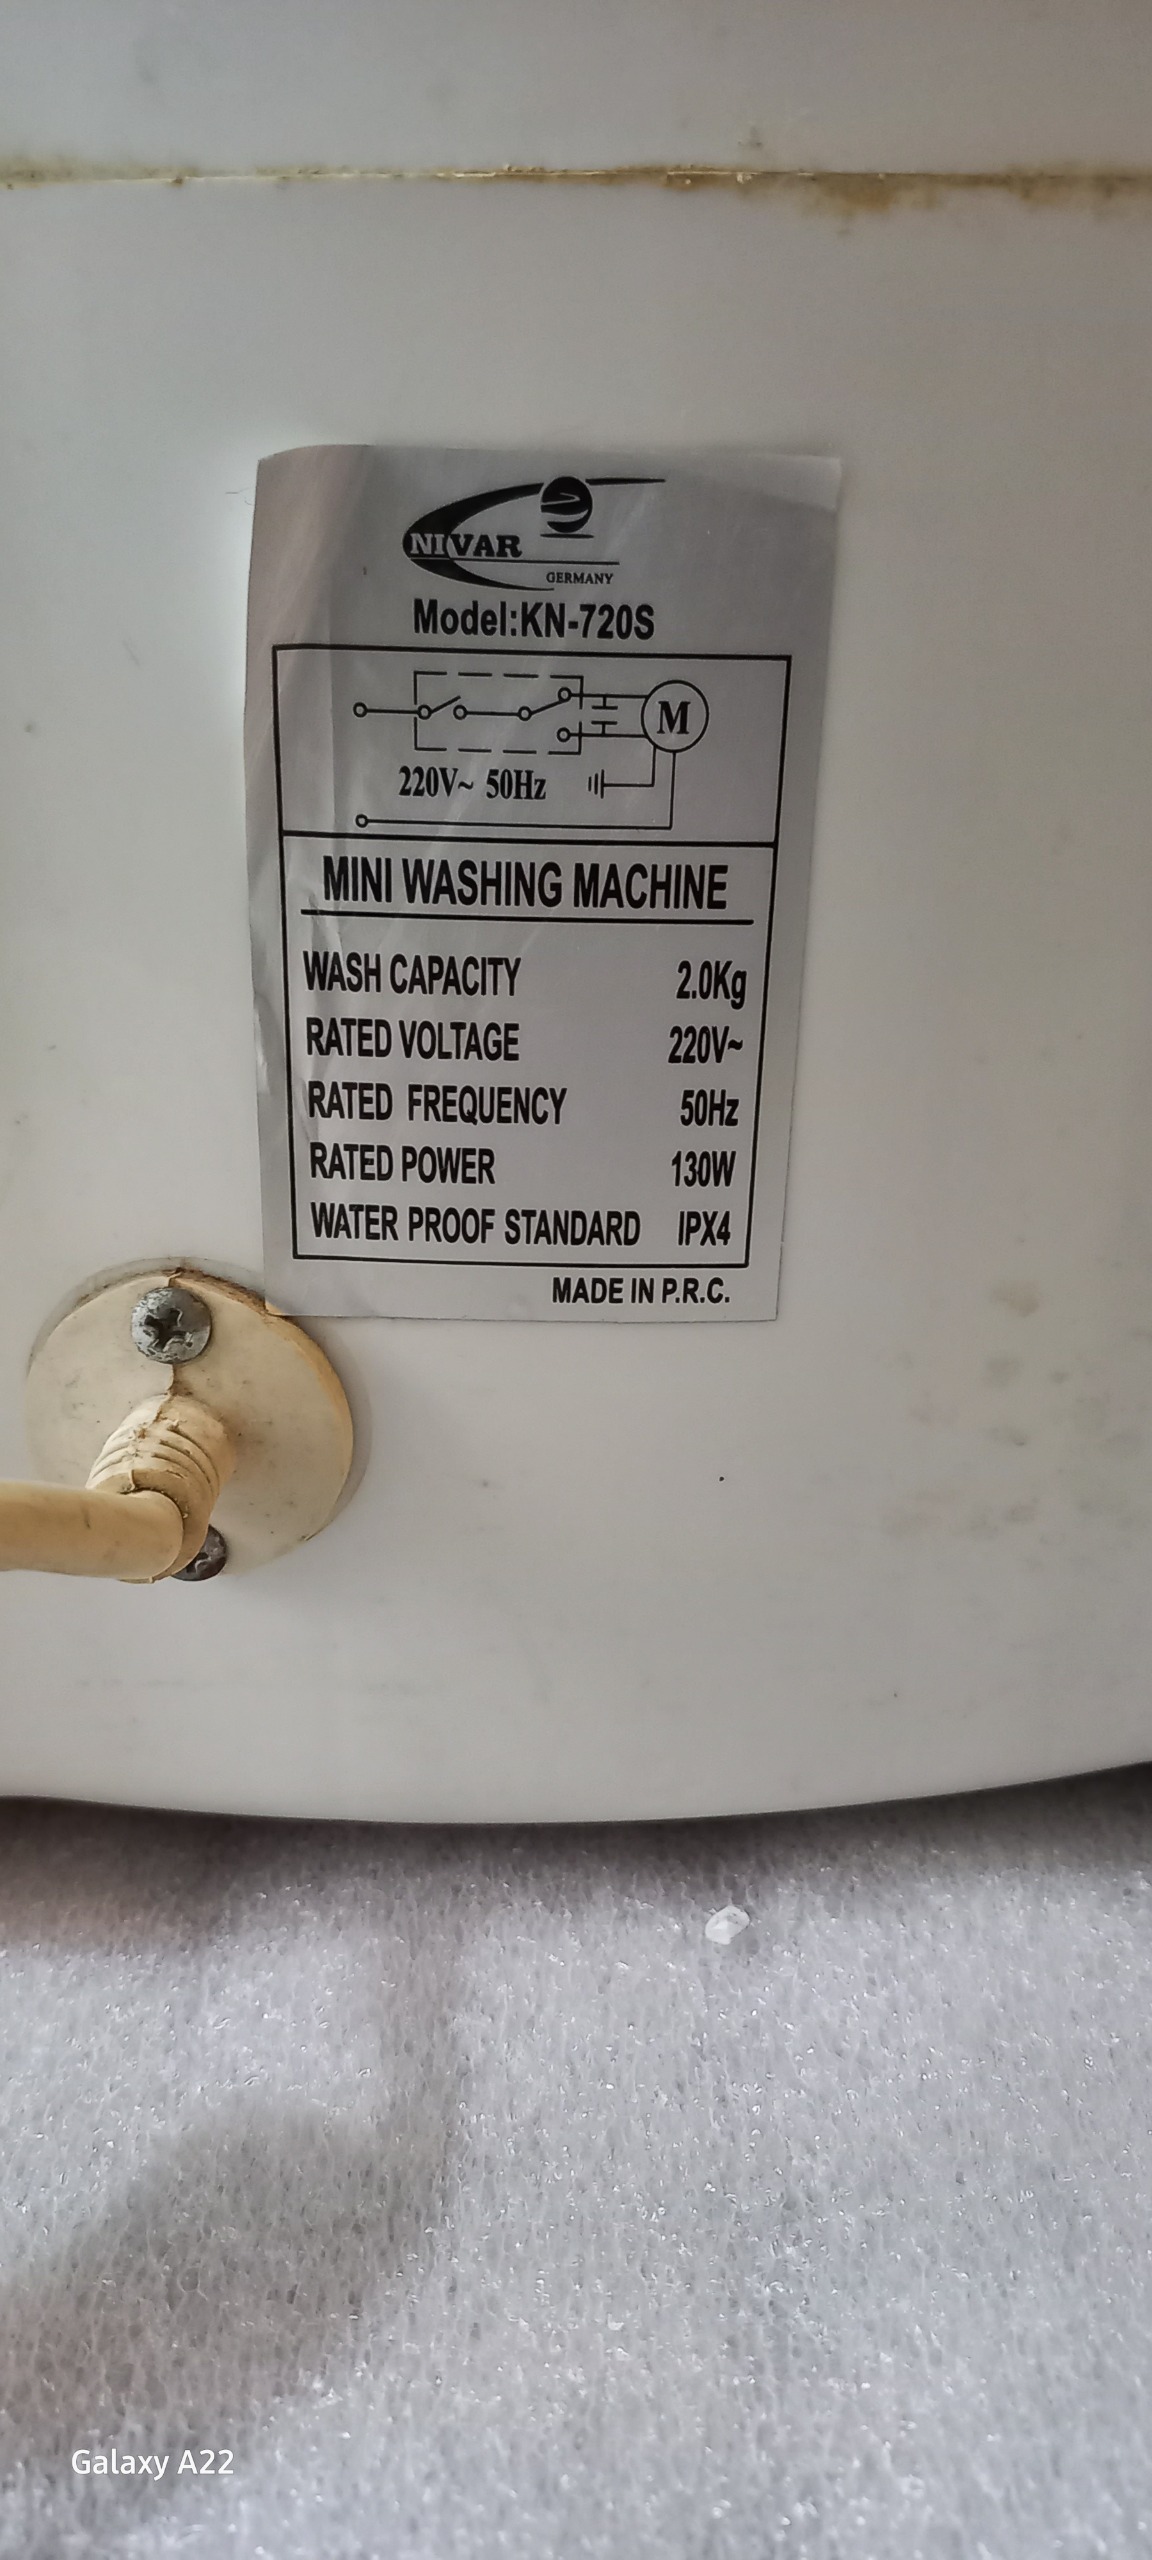 NIVAR
GERMANY
Model:KN-720S
M
220V~ 50Hz
MINI WASHING MACHINE
WASH CAPACITY 2.0Kg
RATED VOLTAGE 220V~
RATED FREQUENCY 50Hz
RATED POWER 130W
WATER PROOF STANDARD IPX4
MADE IN P.R.C.
Galaxy A22